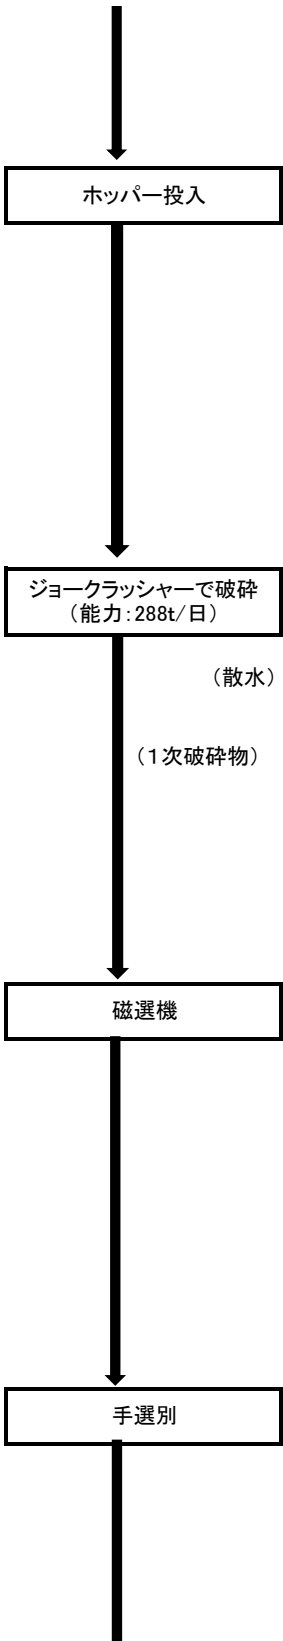 ホッパー投入
ジョークラッシャーで破砕
（能力：288t/日）
（散水）
（１次破砕物）
磁選機
手選別